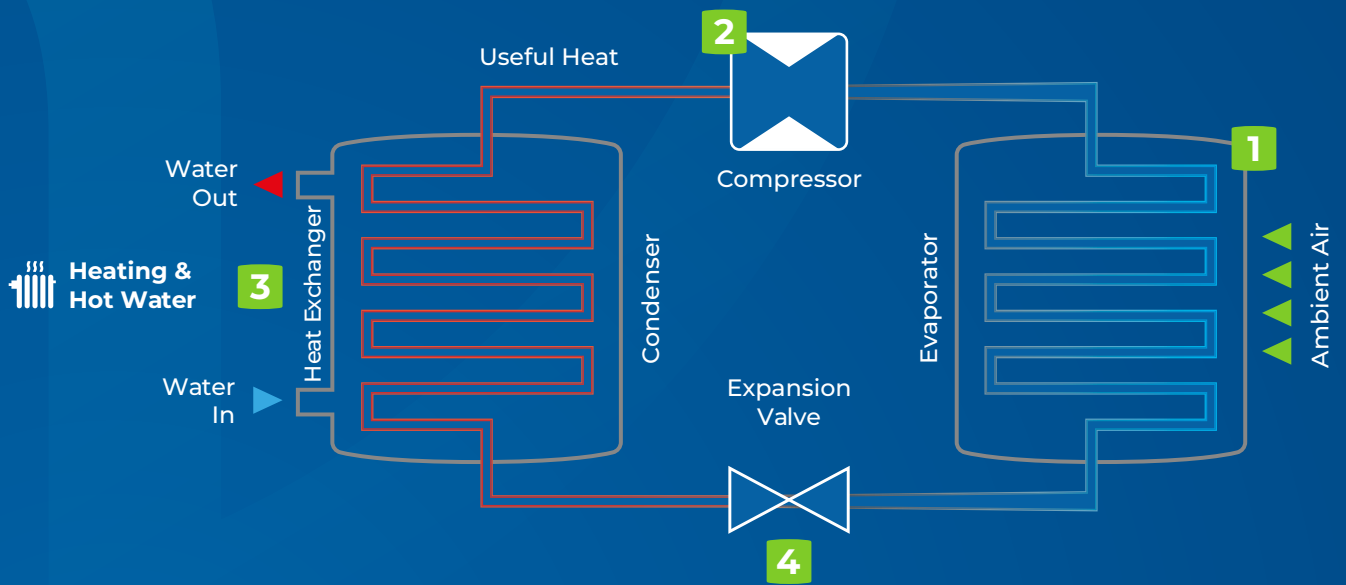 2
Useful Heat
1
Water
Out
Compressor
Heating &
Hot Water
3
Heat Exchanger
Condenser
Evaporator
Ambient Air
Water
In
Expansion
Valve
4